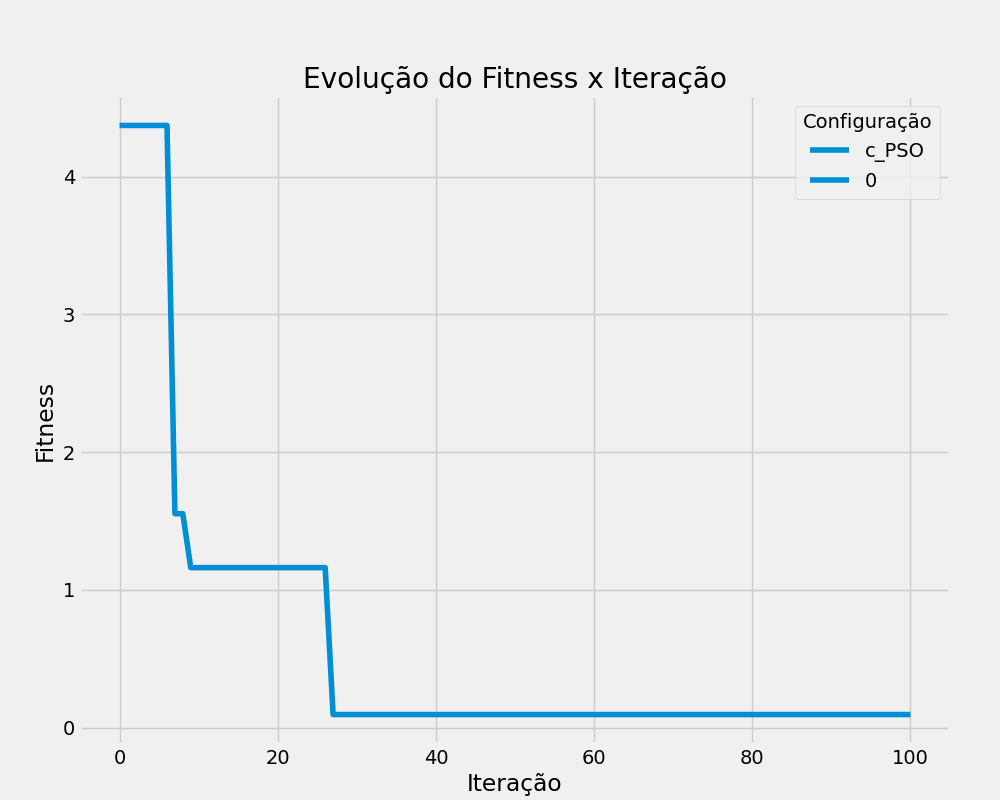 Evolução do Fitness x Iteração
Configuração
c_PSO
0
Fitness
4
3
2
1
0
0 20 40 60 80 100
Iteração